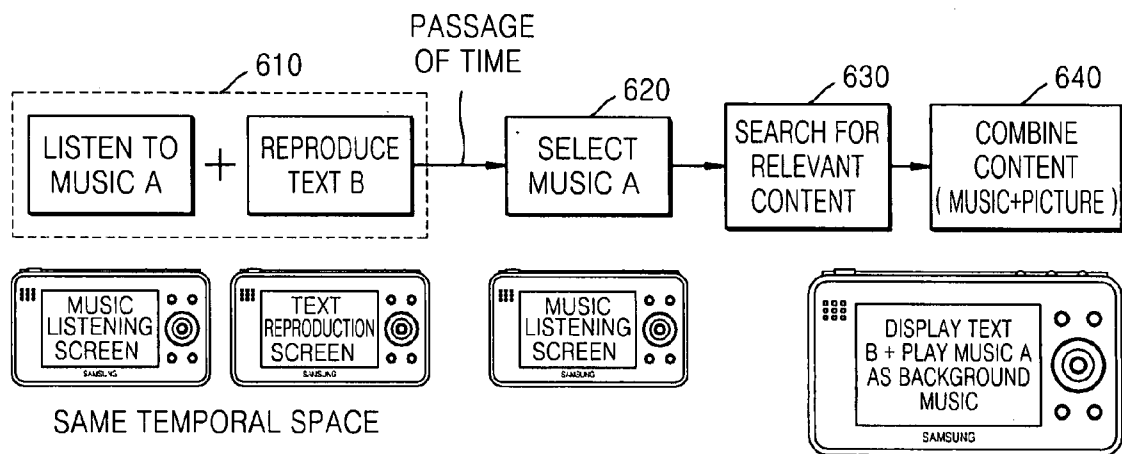 PASSAGE
OF TIME
610
620
630
640
LISTEN TO
MUSIC A
+
REPRODUCE
TEXT B
SELECT
MUSIC A
SEARCH FOR
RELEVANT
CONTENT
COMBINE
CONTENT
( MUSIC+PICTURE )
MUSIC
LISTENING
SCREEN
SAMSUNG
TEXT
REPRODUCTION
SCREEN
SAMSUNG
MUSIC
LISTENING
SCREEN
SAMSUNG
DISPLAY TEXT
B + PLAY MUSIC A
AS BACKGROUND
MUSIC
SAMSUNG
SAME TEMPORAL SPACE